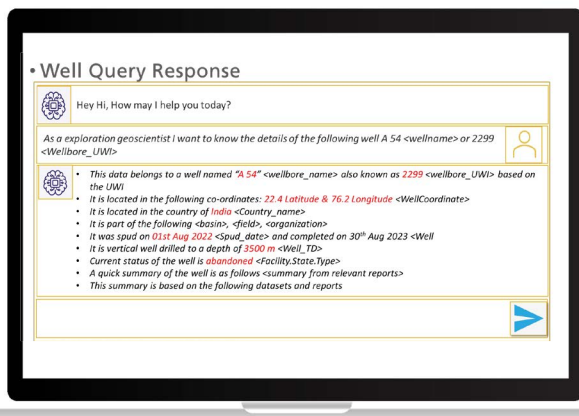 • Well Query Response
Hey Hi, How may I help you today?
As a exploration geoscientist I want to know the details of the following well A 54 <wellname> or 2299
<Wellbore_UWI>
• This data belongs to a well named "A 54" <wellbore_name> also known as 2299 <wellbore_UWI> based on
the UWI
• It is located in the following co-ordinates: 22.4 Latitude & 76.2 Longitude <WellCoordinate>
• It is located in the country of India <Country_name>
• It is part of the following <basin>, <field>, <organization>
• It was spud on 01st Aug 2022 <Spud_date> and completed on 30th Aug 2023 <Well
• It is vertical well drilled to a depth of 3500 m <Well_TD>
• Current status of the well is abandoned <Facility.State.Type>
• A quick summary of the well is as follows <summary from relevant reports>
• This summary is based on the following datasets and reports